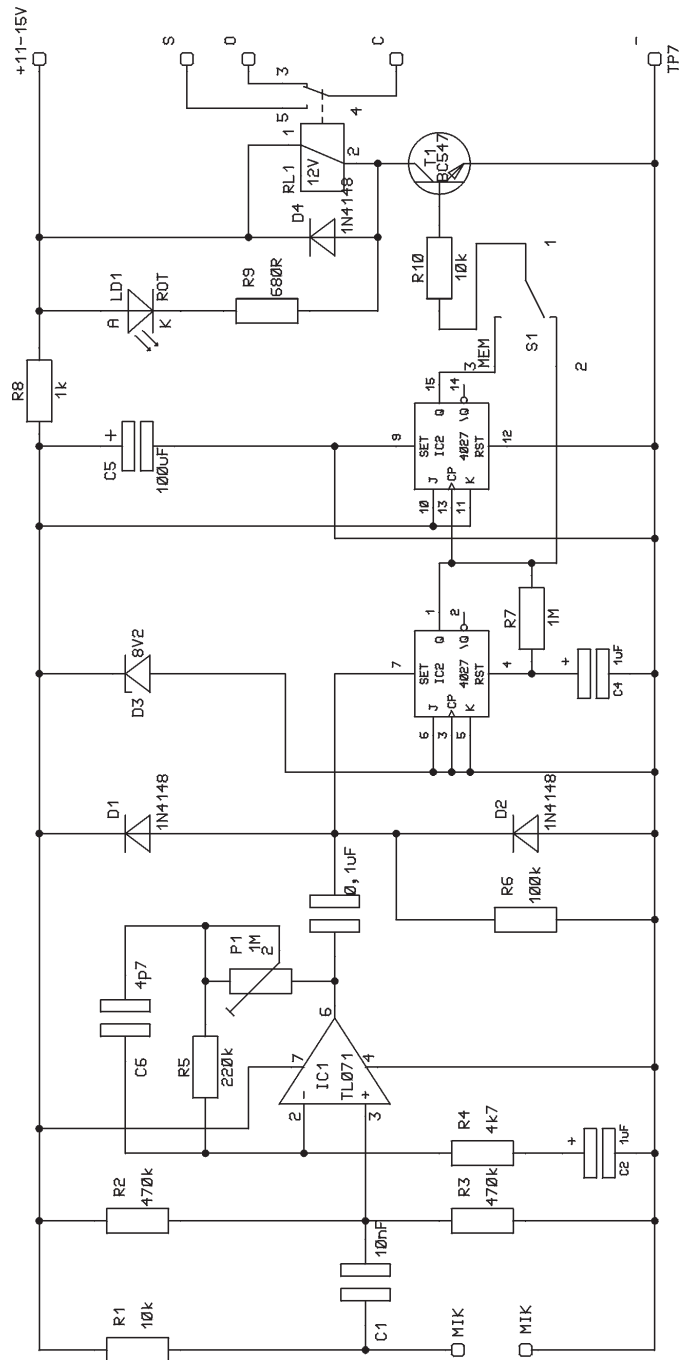 +11-15V
S
O
C
-
TP7
3
5
4
1
2
RL1
12V
T1
BC547
D4
1N4148
LD1
ROT
A
K
R9
680R
R10
10k
1
S1
2
3
MEM
R8
1k
C5
+
100uF
15
14
Q
\Q
9
SET
IC2
4027
RST
12
J
CP
K
10
13
11
1
2
Q
\Q
7
SET
IC2
4027
RST
4
J
CP
K
6
3
5
R7
1M
+
1uF
C4
8V2
D3
D1
1N4148
D2
1N4148
0,1uF
R6
100k
4p7
C6
P1
1M
2
R5
220k
6
7
IC1
TL071
4
2
-
3
+
R4
4k7
+
1uF
C2
R2
470k
R3
470k
10nF
C1
R1
10k
MIK
MIK